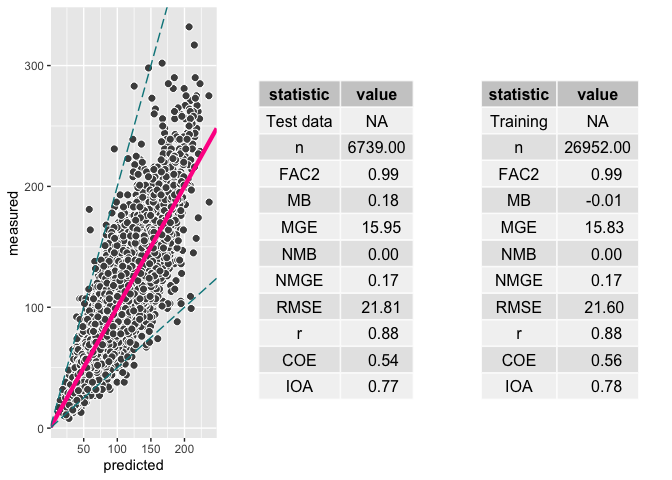 300
200
100
0
measured
50 100 150 200
predicted
statistic value
Test data NA
n 6739.00
FAC2 0.99
MB 0.18
MGE 15.95
NMB 0.00
NMGE 0.17
RMSE 21.81
r 0.88
COE 0.54
IOA 0.77
statistic value
Training NA
n 26952.00
FAC2 0.99
MB -0.01
MGE 15.83
NMB 0.00
NMGE 0.17
RMSE 21.60
r 0.88
COE 0.56
IOA 0.78